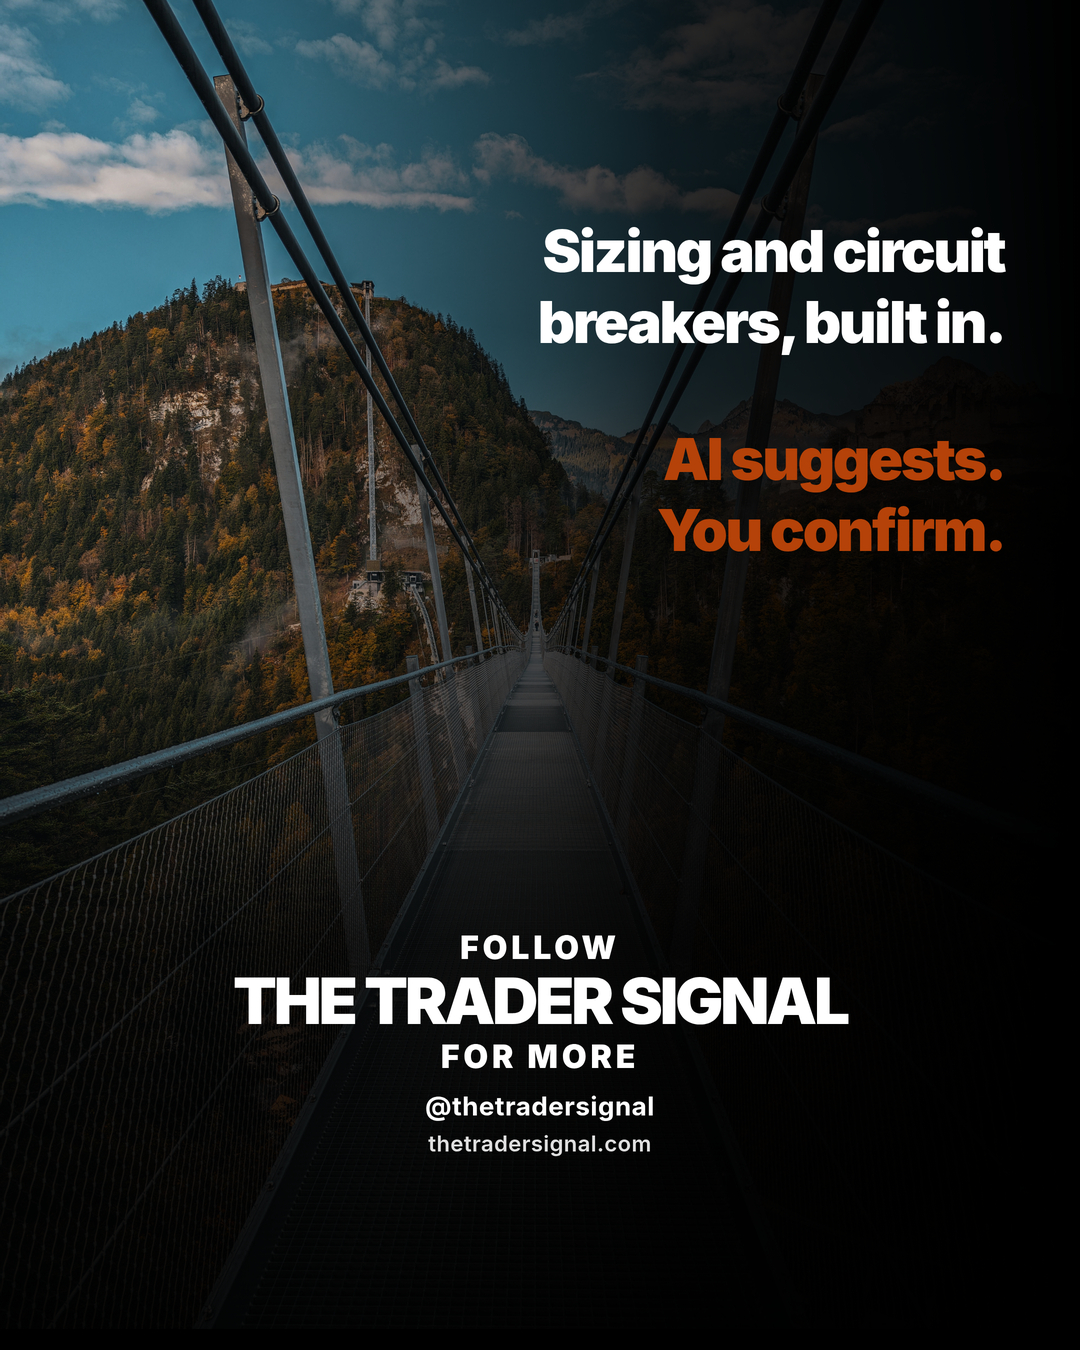 Sizing and circuit
breakers, built in.
AI suggests.
You confirm.
FOLLOW
THE TRADER SIGNAL
FOR MORE
@thetradersignal
thetradersignal.com